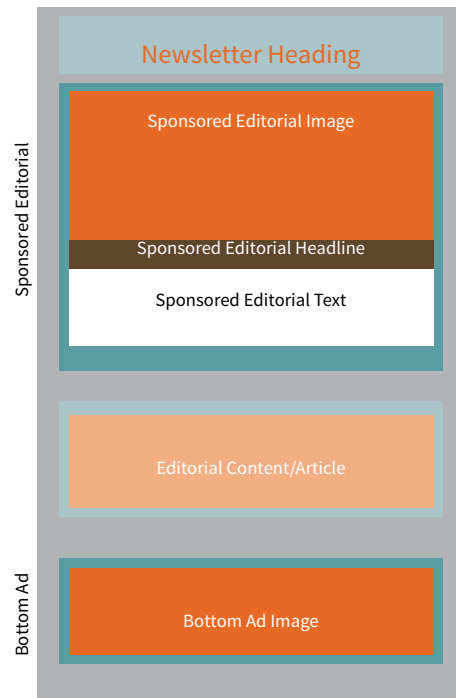 Newsletter Heading
Sponsored Editorial
Sponsored Editorial Image
Sponsored Editorial Headline
Sponsored Editorial Text
Editorial Content/Article
Bottom Ad
Bottom Ad Image